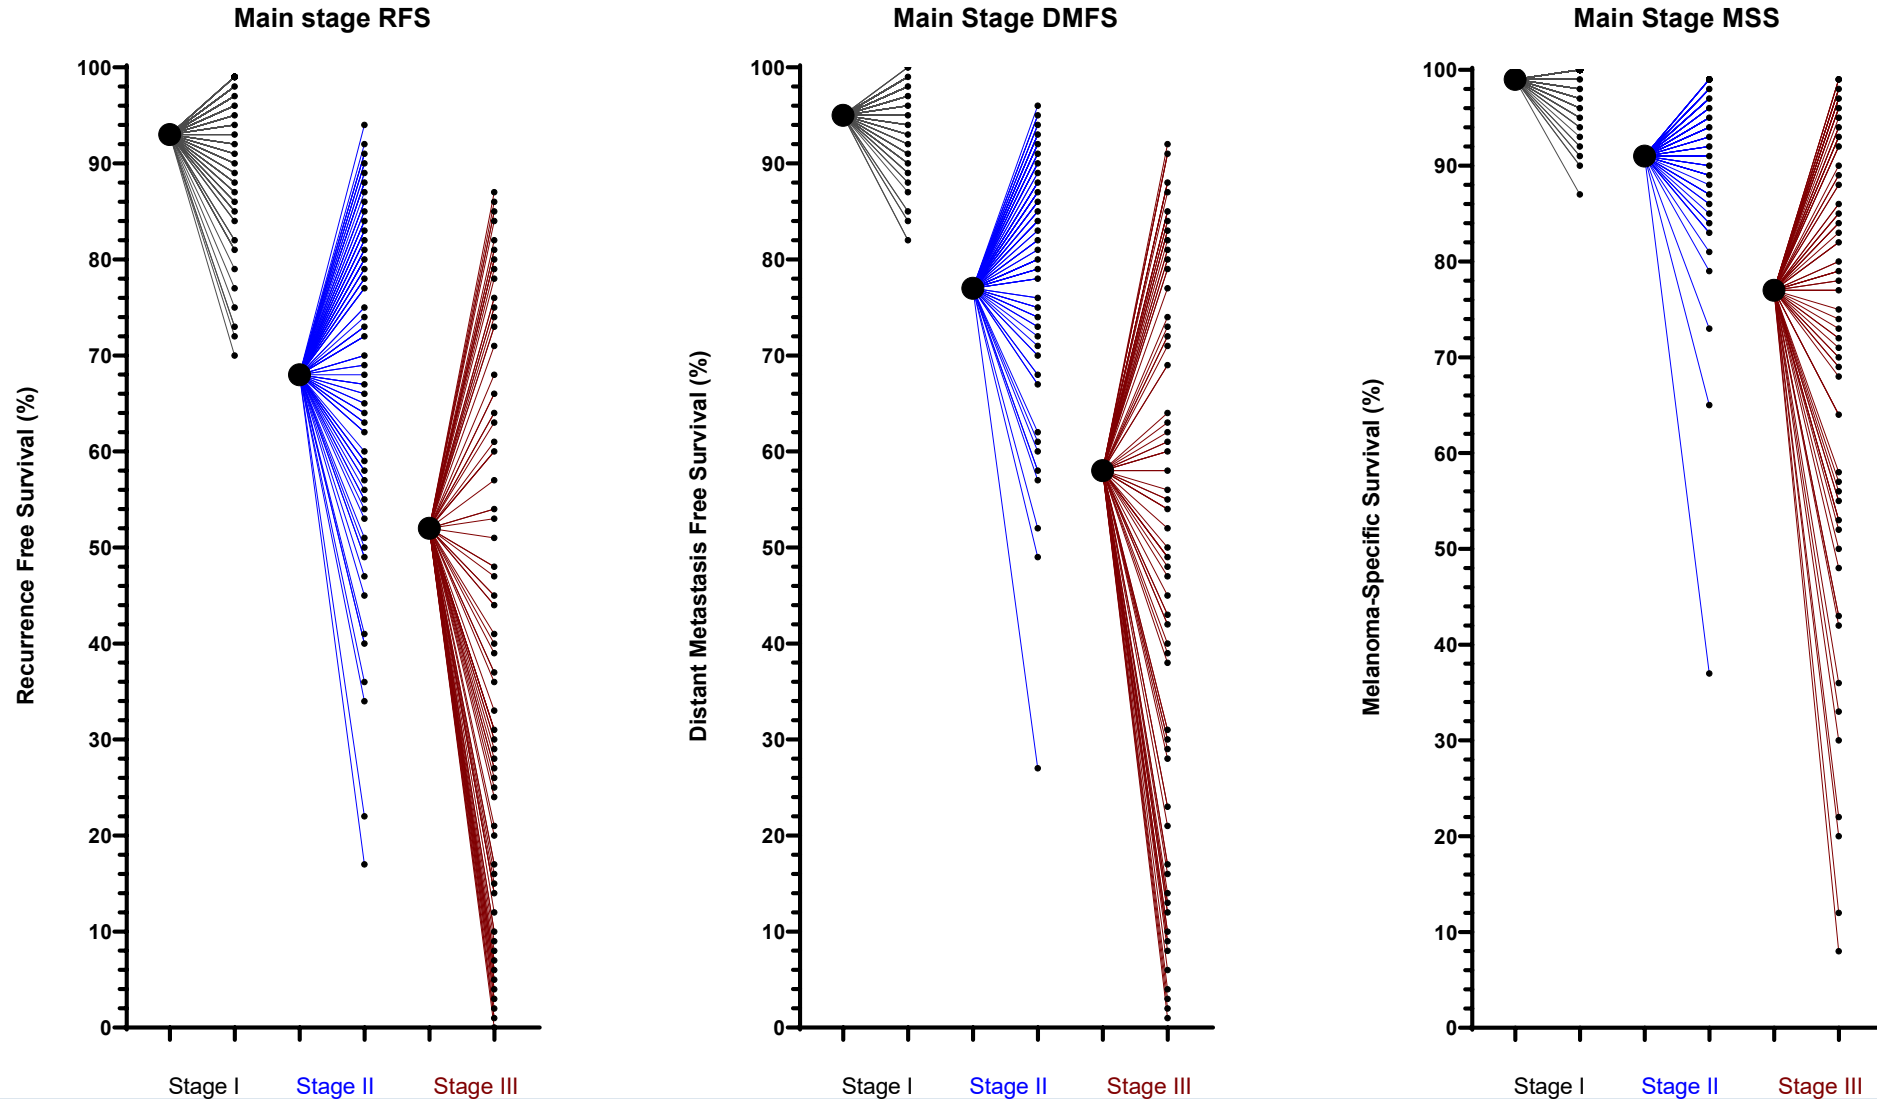 Main stage RFS
Recurrence Free Survival (%)
100
90
80
70
60
50
40
30
20
10
0
Stage I
Stage II
Stage III
Main Stage DMFS
Distant Metastasis Free Survival (%)
100
90
80
70
60
50
40
30
20
10
0
Stage I
Stage II
Stage III
Main Stage MSS
Melanoma-Specific Survival (%)
100
90
80
70
60
50
40
30
20
10
0
Stage I
Stage II
Stage III